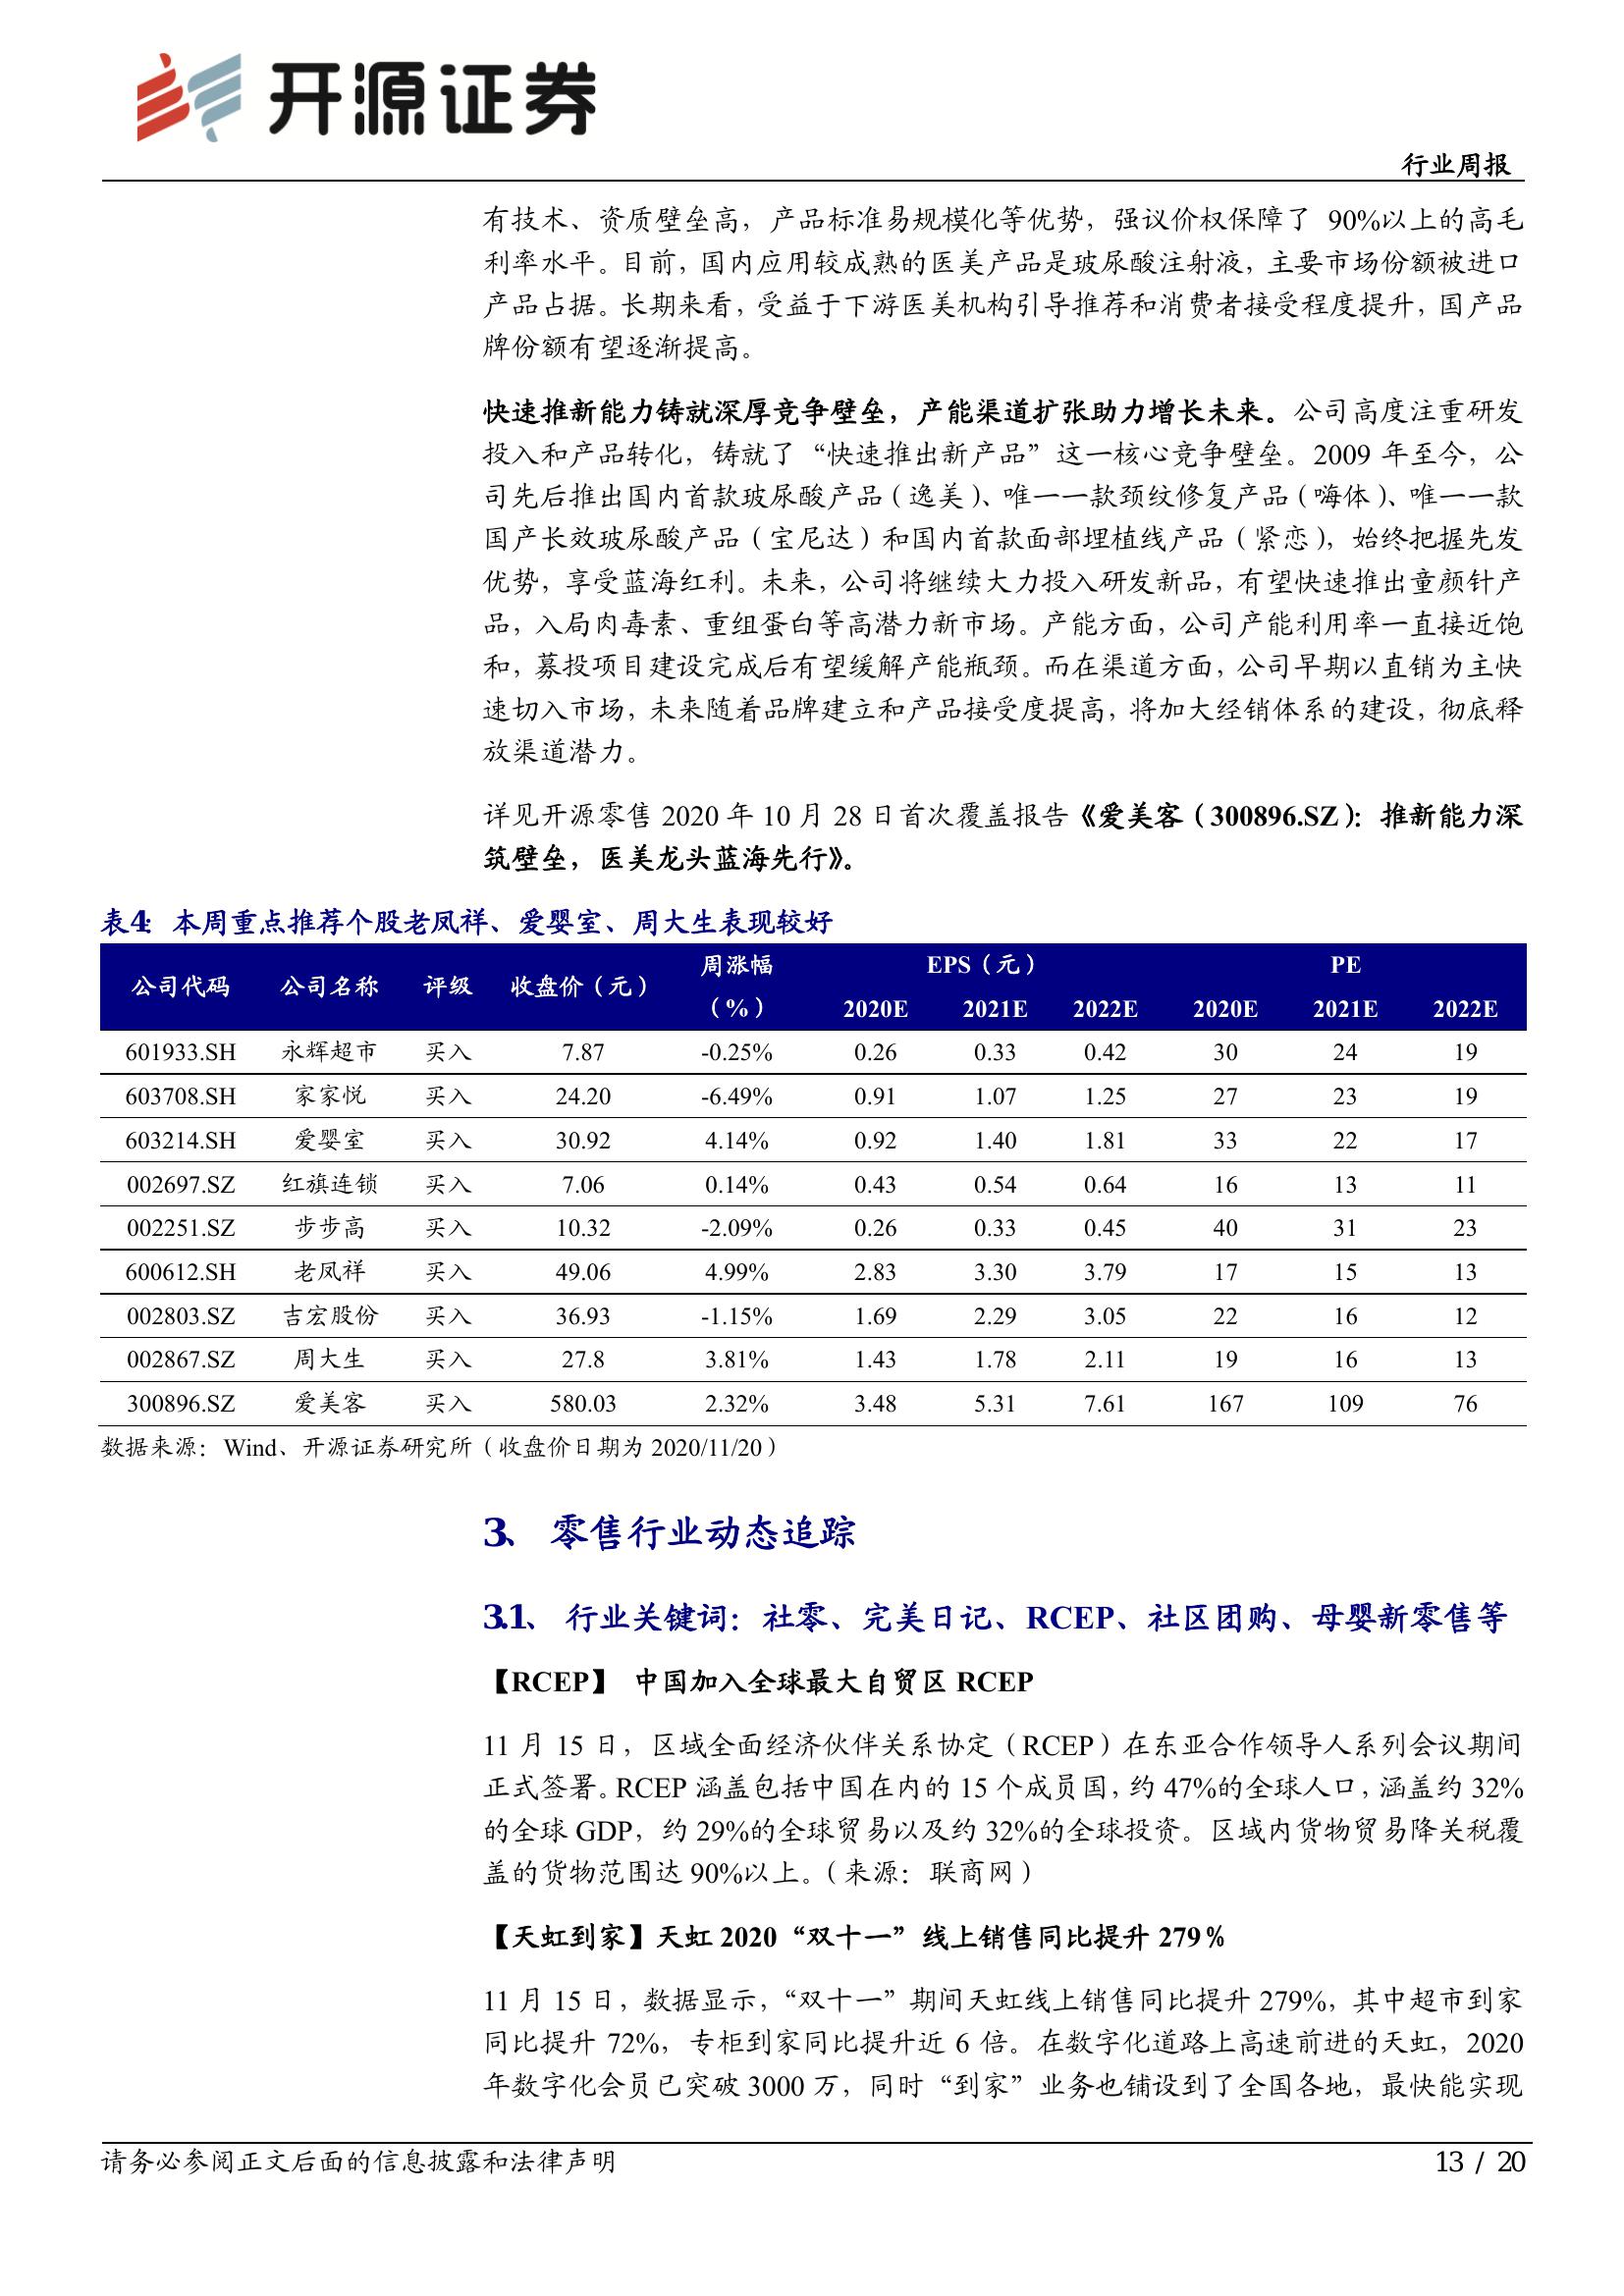 开源证券
行业周报
有技术、资质壁垒高，产品标准易规模化等优势，强议价权保障了 90%以上的高毛
利率水平。目前，国内应用较成熟的医美产品是玻尿酸注射液，主要市场份额被进口
产品占据。长期来看，受益于下游医美机构引导推荐和消费者接受程度提升，国产品
牌份额有望逐渐提高。
快速推新能力铸就深厚竞争壁垒，产能渠道扩张助力增长未来。公司高度注重研发
投入和产品转化，铸就了“快速推出新产品”这一核心竞争壁垒。2009 年至今，公
司先后推出国内首款玻尿酸产品（逸美）、唯一一款颈纹修复产品（嗨体）、唯一一款
国产长效玻尿酸产品（宝尼达）和国内首款面部埋植线产品（紧恋），始终把握先发
优势，享受蓝海红利。未来，公司将继续大力投入研发新品，有望快速推出童颜针产
品，入局肉毒素、重组蛋白等高潜力新市场。产能方面，公司产能利用率一直接近饱
和，募投项目建设完成后有望缓解产能瓶颈。而在渠道方面，公司早期以直销为主快
速切入市场，未来随着品牌建立和产品接受度提高，将加大经销体系的建设，彻底释
放渠道潜力。
详见开源零售 2020 年 10 月 28 日首次覆盖报告《爱美客（300896.SZ）：推新能力深
筑壁垒，医美龙头蓝海先行》。
表4： 本周重点推荐个股老凤祥、爱婴室、周大生表现较好
公司代码 公司名称 评级 收盘价（元） 周涨幅（%） EPS（元） PE
2020E 2021E 2022E 2020E 2021E 2022E
601933.SH 永辉超市 买入 7.87 -0.25% 0.26 0.33 0.42 30 24 19
603708.SH 家家悦 买入 24.20 -6.49% 0.91 1.07 1.25 27 23 19
603214.SH 爱婴室 买入 30.92 4.14% 0.92 1.40 1.81 33 22 17
002697.SZ 红旗连锁 买入 7.06 0.14% 0.43 0.54 0.64 16 13 11
002251.SZ 步步高 买入 10.32 -2.09% 0.26 0.33 0.45 40 31 23
600612.SH 老凤祥 买入 49.06 4.99% 2.83 3.30 3.79 17 15 13
002803.SZ 吉宏股份 买入 36.93 -1.15% 1.69 2.29 3.05 22 16 12
002867.SZ 周大生 买入 27.8 3.81% 1.43 1.78 2.11 19 16 13
300896.SZ 爱美客 买入 580.03 2.32% 3.48 5.31 7.61 167 109 76
数据来源：Wind、开源证券研究所（收盘价日期为 2020/11/20）
3、 零售行业动态追踪
3.1、 行业关键词：社零、完美日记、RCEP、社区团购、母婴新零售等
【RCEP】 中国加入全球最大自贸区 RCEP
11 月 15 日，区域全面经济伙伴关系协定（RCEP）在东亚合作领导人系列会议期间
正式签署。RCEP 涵盖包括中国在内的 15 个成员国，约 47%的全球人口，涵盖约 32%
的全球 GDP，约 29%的全球贸易以及约 32%的全球投资。区域内货物贸易降关税覆
盖的货物范围达 90%以上。（来源：联商网）
【天虹到家】天虹 2020“双十一”线上销售同比提升 279％
11 月 15 日，数据显示，“双十一”期间天虹线上销售同比提升 279%，其中超市到家
同比提升 72%，专柜到家同比提升近 6 倍。在数字化道路上高速前进的天虹，2020
年数字化会员已突破 3000 万，同时“到家”业务也铺设到了全国各地，最快能实现
请务必参阅正文后面的信息披露和法律声明
13 / 20